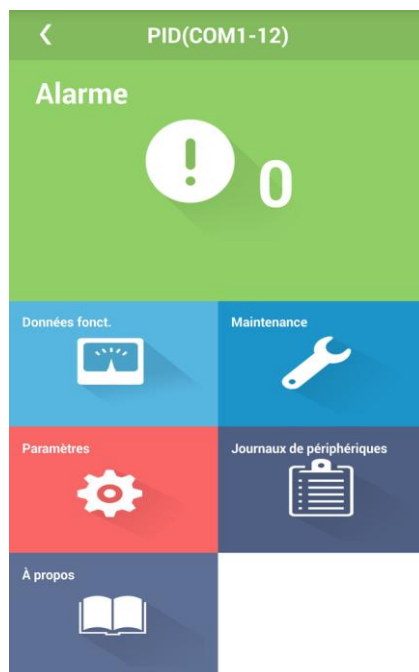 PID(COM1-12)
Alarme
0
Données fonct.
Maintenance
Paramètres
Journaux de périphériques
À propos